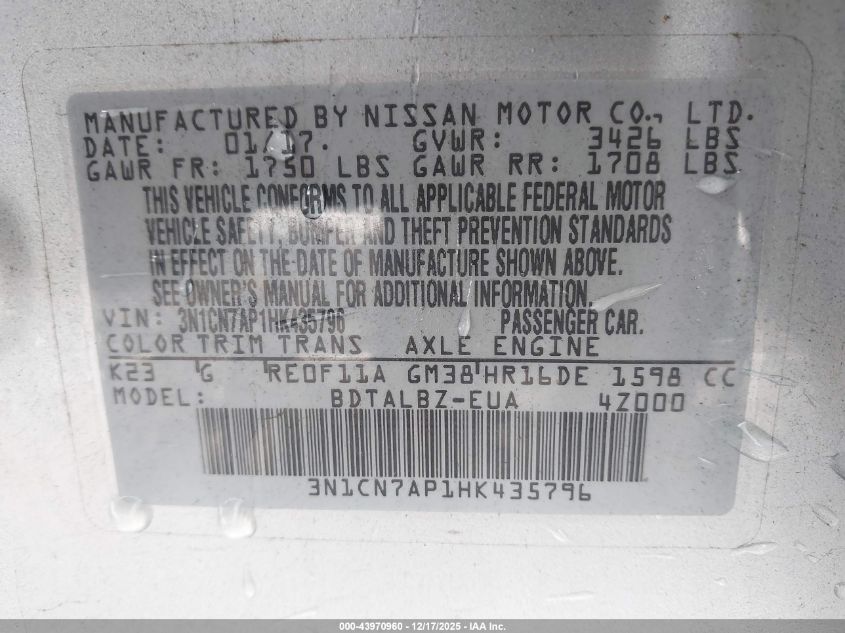 MANUFACTURED BY NISSAN MOTOR CO., LTD.
DATE: 01/17. GVWR: 3426 LBS
GAWR FR: 1750 LBS GAWR RR: 1708 LBS
THIS VEHICLE CONFORMS TO ALL APPLICABLE FEDERAL MOTOR
VEHICLE SAFETY, BUMPER AND THEFT PREVENTION STANDARDS
IN EFFECT ON THE DATE OF MANUFACTURE SHOWN ABOVE.
SEE OWNER'S MANUAL FOR ADDITIONAL INFORMATION.
VIN: 3N1CN7AP1HK435796 PASSENGER CAR.
COLOR TRIM TRANS AXLE ENGINE
K23 G RE0F11A GM38 HR16DE 1598 CC
MODEL: BDTALBZ-EUA 4Z000
3N1CN7AP1HK435796
000-43970960 • 12/17/2025 - IAA Inc.